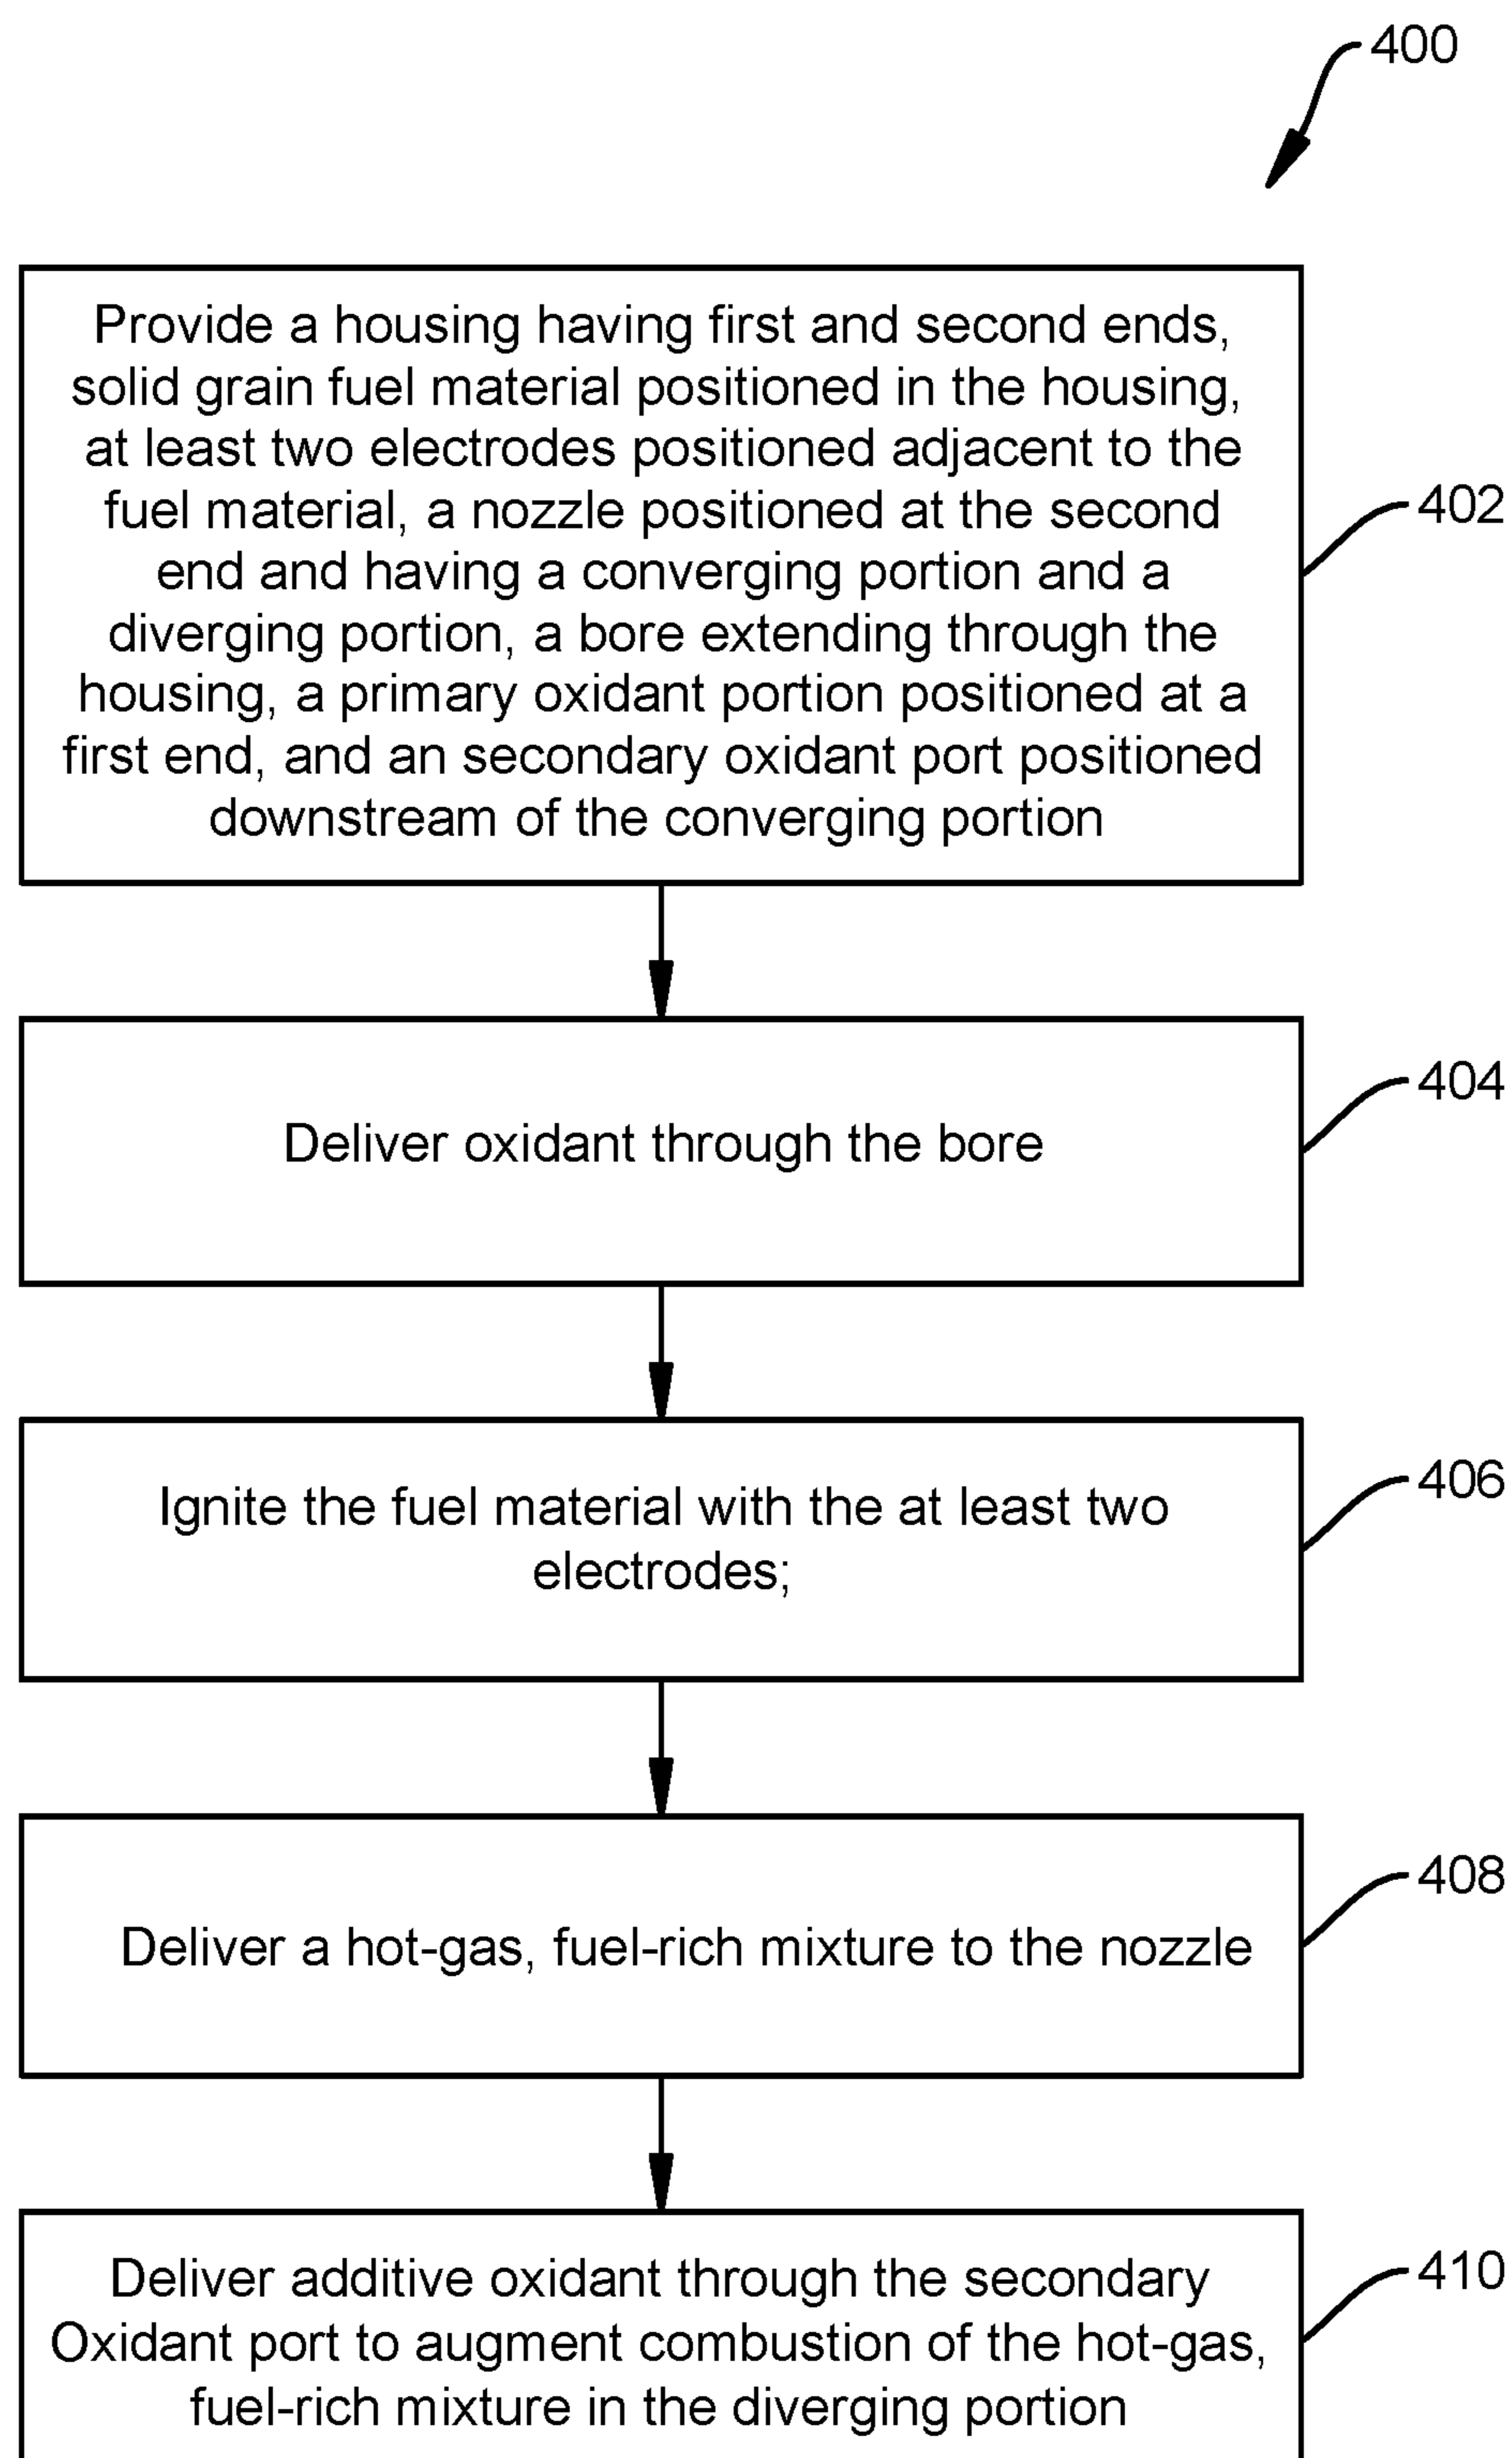 400
Provide a housing having first and second ends,
solid grain fuel material positioned in the housing,
at least two electrodes positioned adjacent to the
fuel material, a nozzle positioned at the second
end and having a converging portion and a
diverging portion, a bore extending through the
housing, a primary oxidant portion positioned at a
first end, and an secondary oxidant port positioned
downstream of the converging portion
402
Deliver oxidant through the bore
404
Ignite the fuel material with the at least two
electrodes;
406
Deliver a hot-gas, fuel-rich mixture to the nozzle
408
Deliver additive oxidant through the secondary
Oxidant port to augment combustion of the hot-gas,
fuel-rich mixture in the diverging portion
410